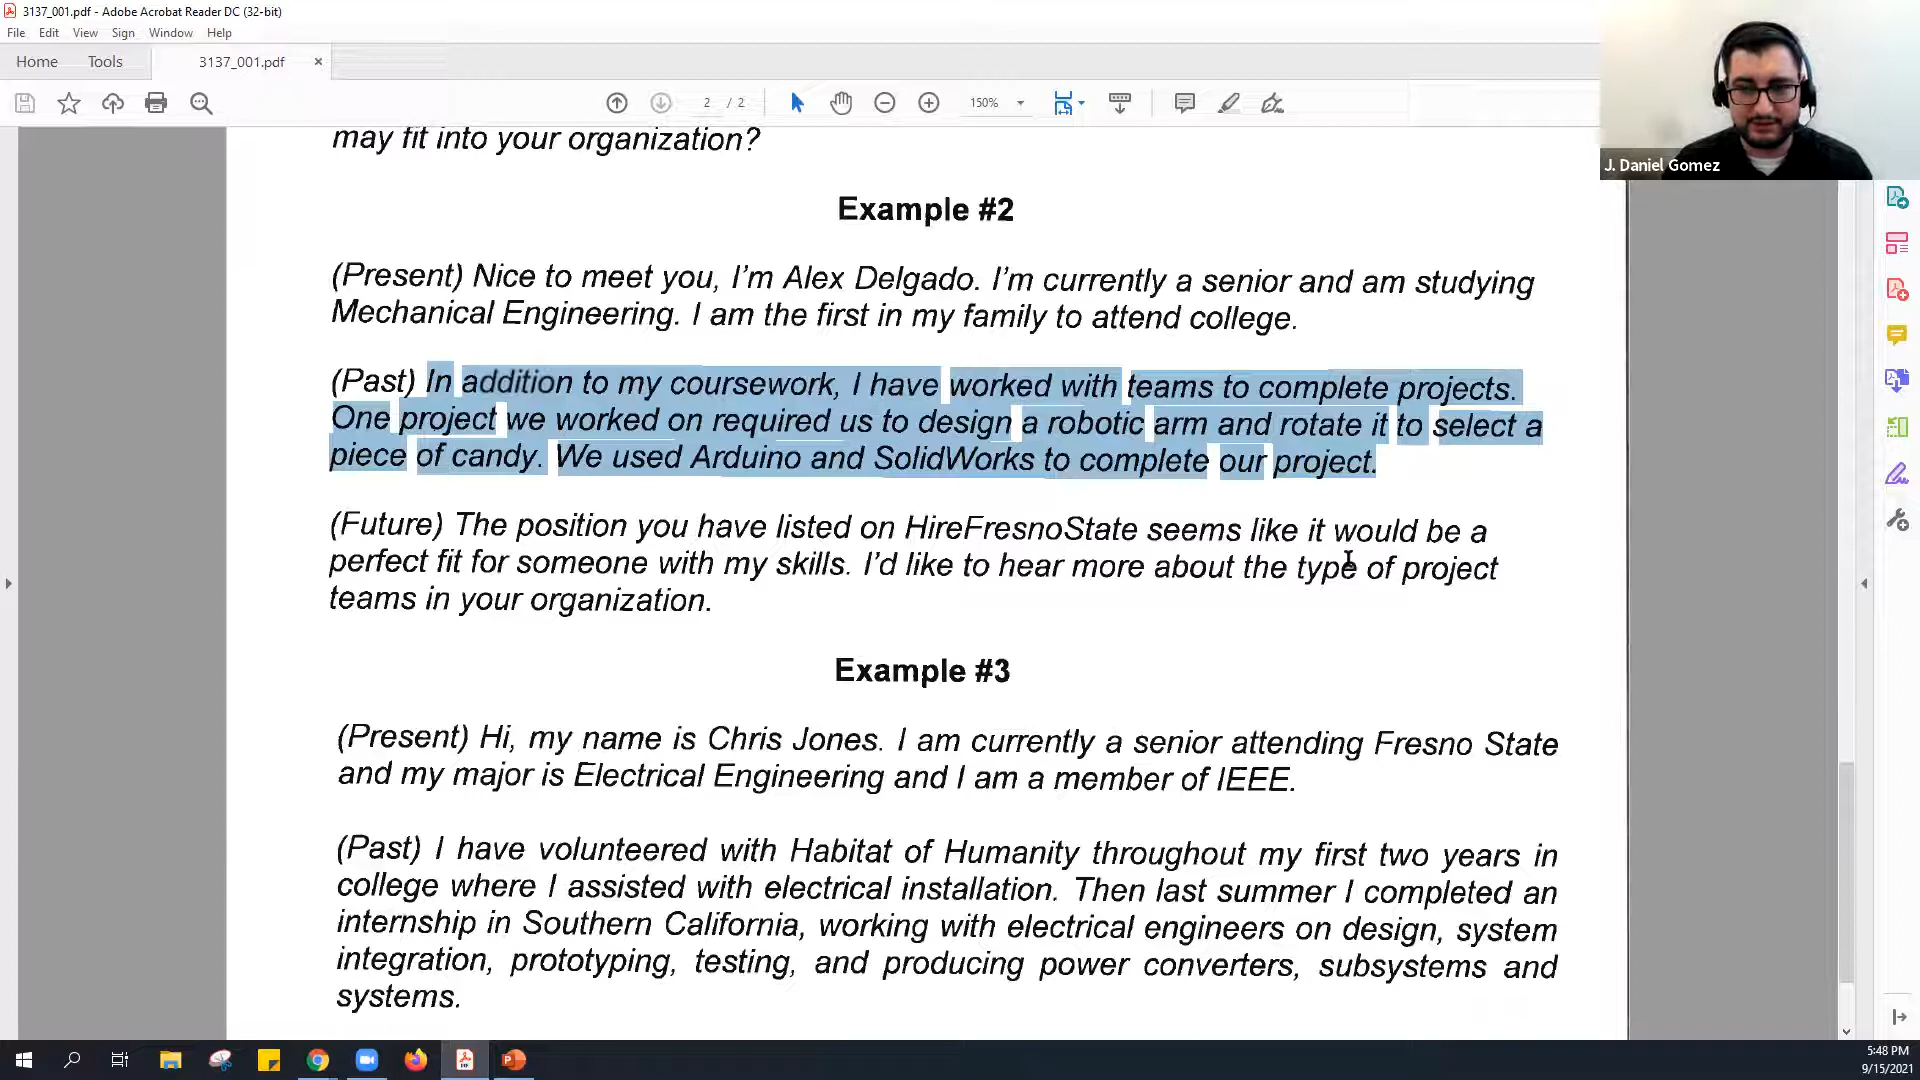 3137_001.pdf - Adobe Acrobat Reader DC (32-bit)
File Edit View Sign Window Help
Home Tools 3137_001.pdf ×
2 / 2 150%
J. Daniel Gomez
may fit into your organization?
Example #2
(Present) Nice to meet you, I'm Alex Delgado. I'm currently a senior and am studying
Mechanical Engineering. I am the first in my family to attend college.
(Past) In addition to my coursework, I have worked with teams to complete projects.
One project we worked on required us to design a robotic arm and rotate it to select a
piece of candy. We used Arduino and SolidWorks to complete our project.
(Future) The position you have listed on HireFresnoState seems like it would be a
perfect fit for someone with my skills. I'd like to hear more about the type of project
teams in your organization.
Example #3
(Present) Hi, my name is Chris Jones. I am currently a senior attending Fresno State
and my major is Electrical Engineering and I am a member of IEEE.
(Past) I have volunteered with Habitat of Humanity throughout my first two years in
college where I assisted with electrical installation. Then last summer I completed an
internship in Southern California, working with electrical engineers on design, system
integration, prototyping, testing, and producing power converters, subsystems and
systems.
5:48 PM
9/15/2021